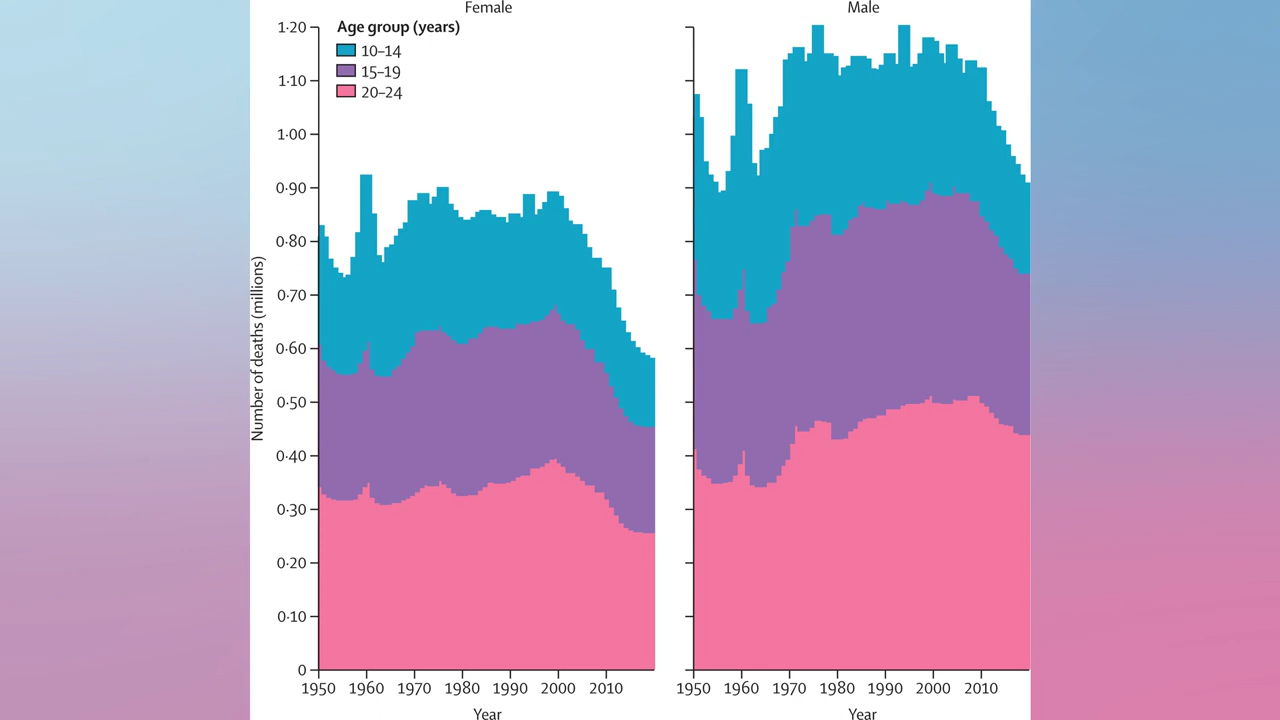 Female
Male
Age group (years)
10–14
15–19
20–24
Number of deaths (millions)
1·20
1·10
1·00
0·90
0·80
0·70
0·60
0·50
0·40
0·30
0·20
0·10
0
1950 1960 1970 1980 1990 2000 2010
1950 1960 1970 1980 1990 2000 2010
Year
Year